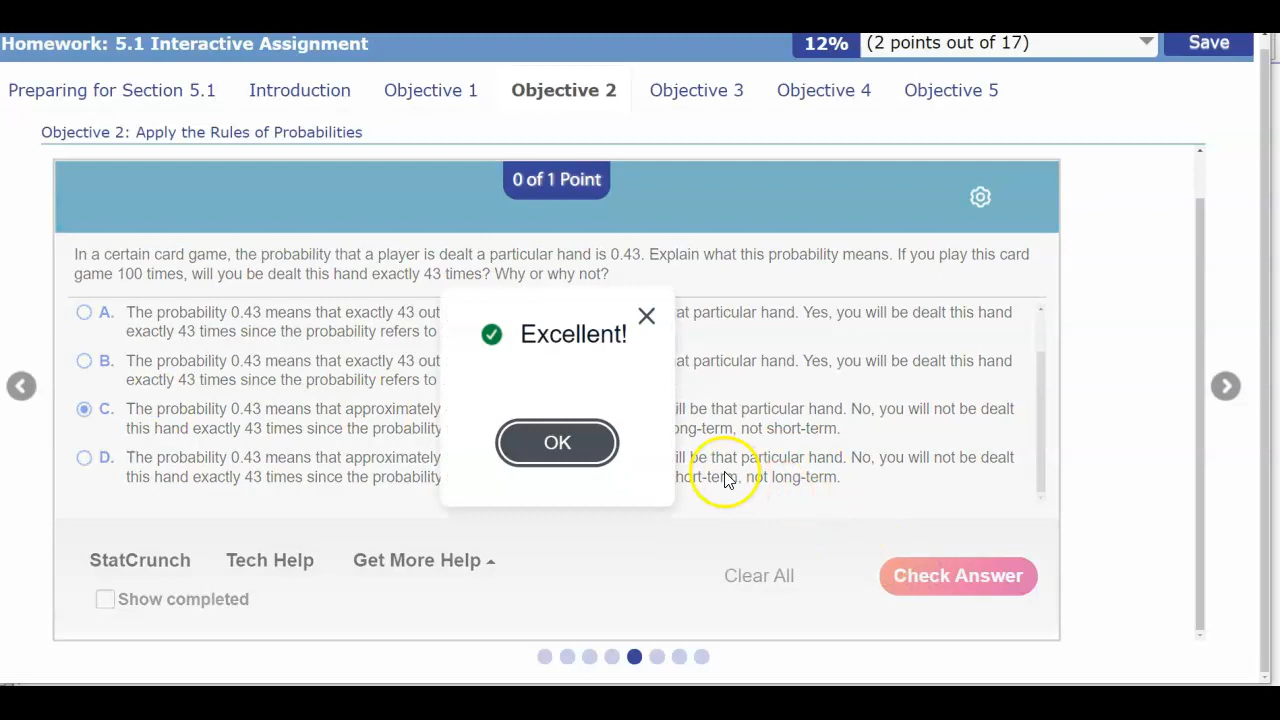 Homework: 5.1 Interactive Assignment
12% (2 points out of 17) Save
Preparing for Section 5.1 Introduction Objective 1 Objective 2 Objective 3 Objective 4 Objective 5
Objective 2: Apply the Rules of Probabilities
0 of 1 Point
In a certain card game, the probability that a player is dealt a particular hand is 0.43. Explain what this probability means. If you play this card
game 100 times, will you be dealt this hand exactly 43 times? Why or why not?
A. The probability 0.43 means that exactly 43 out at particular hand. Yes, you will be dealt this hand
exactly 43 times since the probability refers to
B. The probability 0.43 means that exactly 43 out at particular hand. Yes, you will be dealt this hand
exactly 43 times since the probability refers to
C. The probability 0.43 means that approximately ill be that particular hand. No, you will not be dealt
this hand exactly 43 times since the probability ong-term, not short-term.
D. The probability 0.43 means that approximately ill be that particular hand. No, you will not be dealt
this hand exactly 43 times since the probability hort-term, not long-term.
Excellent!
OK
StatCrunch Tech Help Get More Help
Clear All Check Answer
Show completed